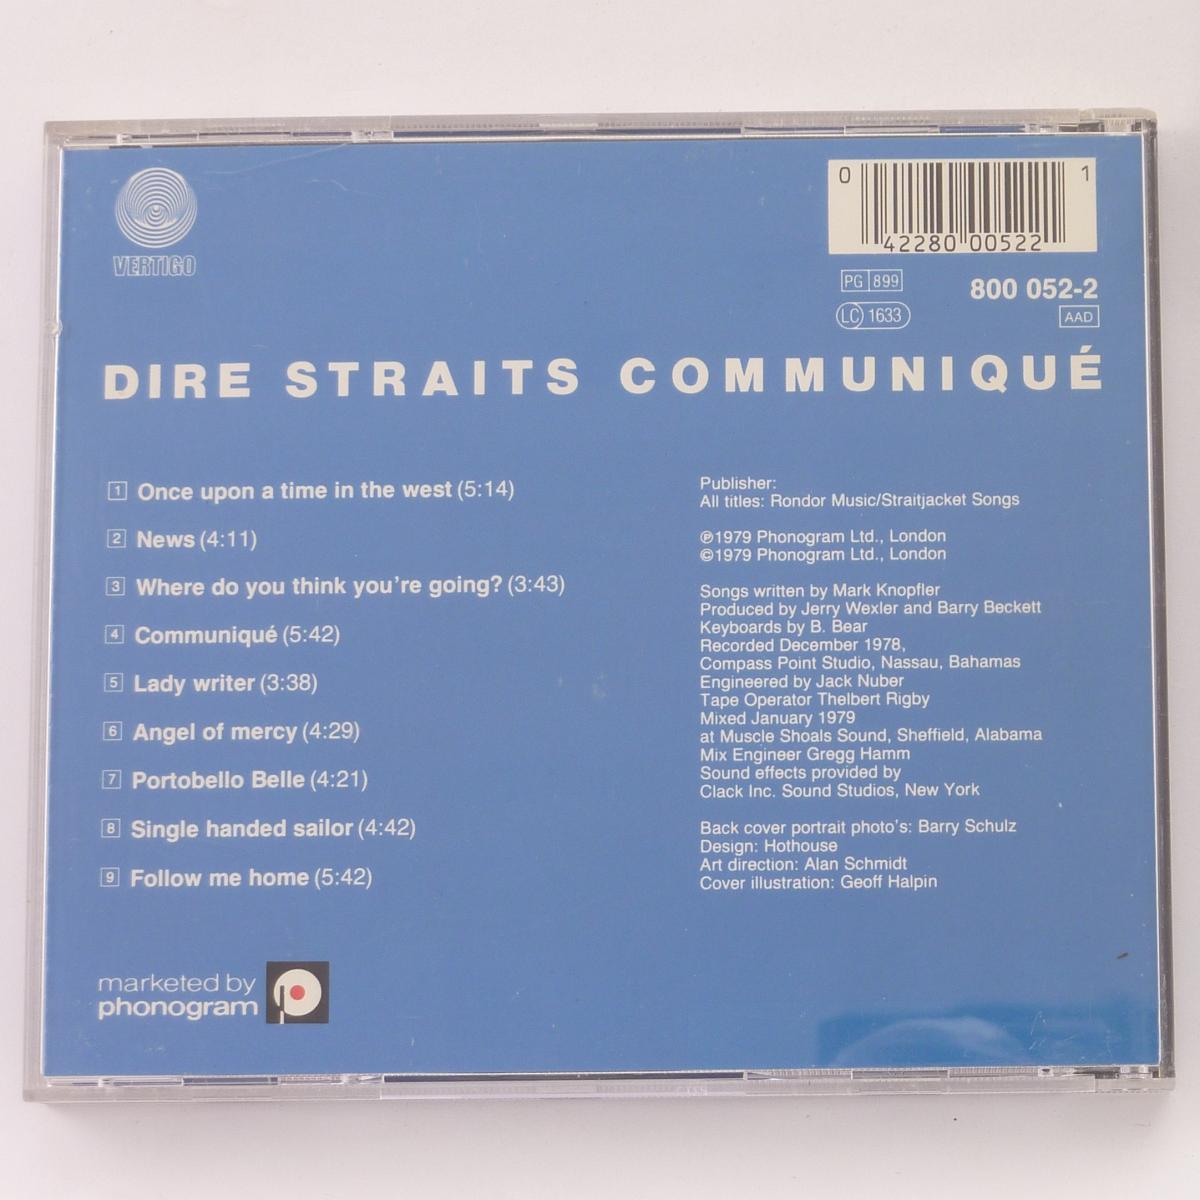 VERTIGO
0 42280 00522 1
PG 899
800 052-2
LC 1633
AAD
DIRE STRAITS COMMUNIQUÉ
1 Once upon a time in the west (5:14)
2 News (4:11)
3 Where do you think you're going? (3:43)
4 Communiqué (5:42)
5 Lady writer (3:38)
6 Angel of mercy (4:29)
7 Portobello Belle (4:21)
8 Single handed sailor (4:42)
9 Follow me home (5:42)
Publisher:
All titles: Rondor Music/Straitjacket Songs
℗1979 Phonogram Ltd., London
©1979 Phonogram Ltd., London
Songs written by Mark Knopfler
Produced by Jerry Wexler and Barry Beckett
Keyboards by B. Bear
Recorded December 1978,
Compass Point Studio, Nassau, Bahamas
Engineered by Jack Nuber
Tape Operator Thelbert Rigby
Mixed January 1979
at Muscle Shoals Sound, Sheffield, Alabama
Mix Engineer Gregg Hamm
Sound effects provided by
Clack Inc. Sound Studios, New York
Back cover portrait photo's: Barry Schulz
Design: Hothouse
Art direction: Alan Schmidt
Cover illustration: Geoff Halpin
marketed by
phonogram